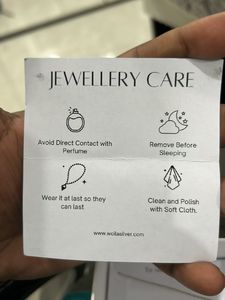 JEWELLERY CARE
Avoid Direct Contact with
Perfume
Remove Before
Sleeping
Wear it at last so they
can last
Clean and Polish
with Soft Cloth.
www.wollasilver.com